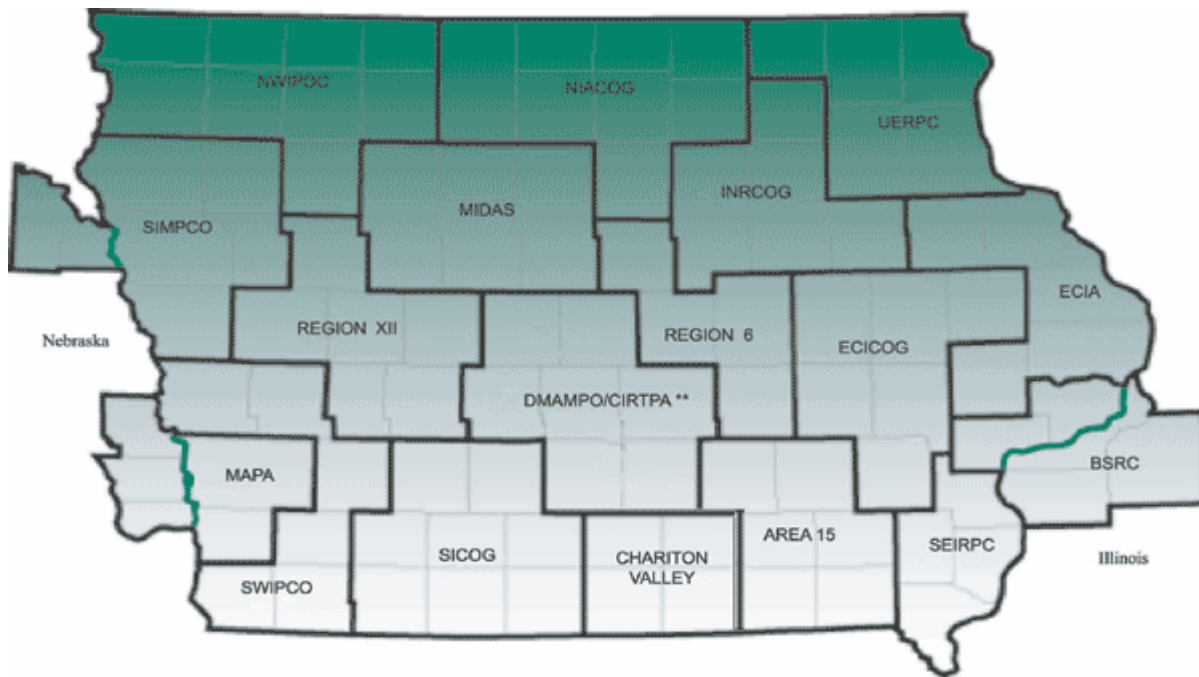 NWIPOC
NIACOG
UERPC
INRCOG
MIDAS
SIMPCO
ECIA
REGION XII
REGION 6
Nebraska
ECICOG
DMAMPO/CIRTPA **
BSRC
MAPA
AREA 15
SEIRPC
SICOG
CHARITON
VALLEY
Illinois
SWIPCO